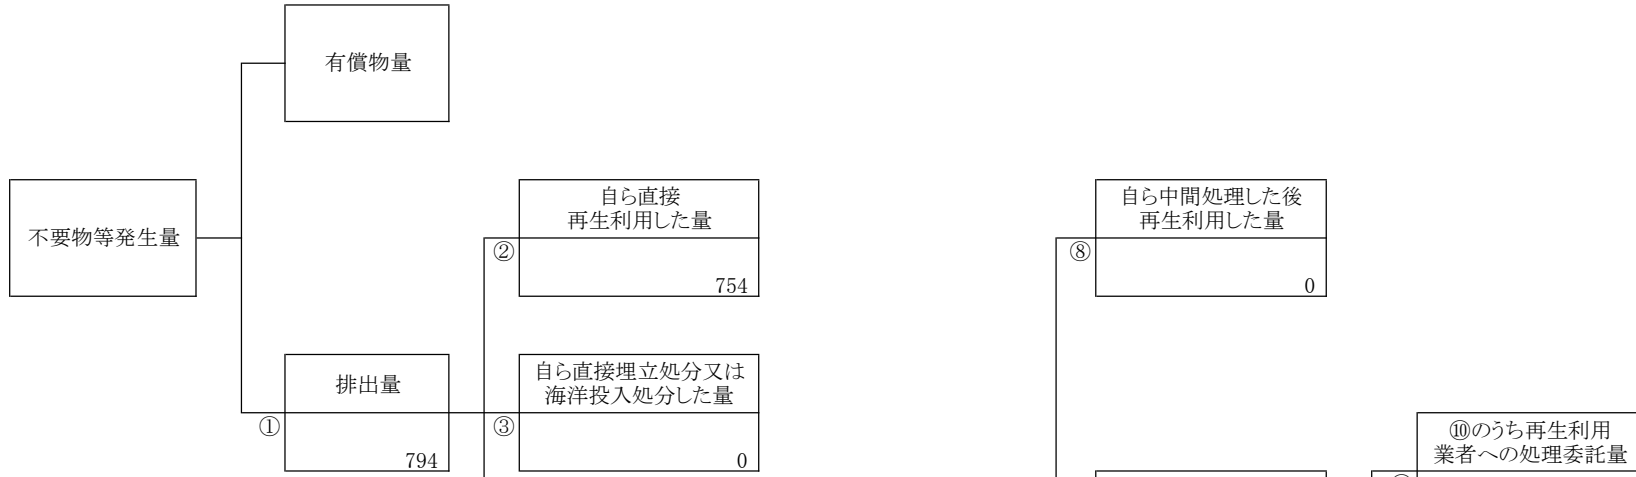 有償物量
不要物等発生量
自ら直接
再生利用した量
②
754
自ら中間処理した後
再生利用した量
⑧
0
排出量
①
794
自ら直接埋立処分又は
海洋投入処分した量
③
0
⑩のうち再生利用
業者への処理委託量